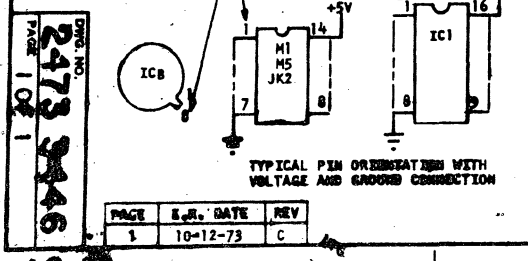 +5V
1 14
M1
M5
JK2
7 8
1 16
IC1
8 9
ICB
8
TYPICAL PIN ORIENTATION WITH
VOLTAGE AND GROUND CONNECTION
PAGE E.R. DATE REV
1 10-12-73 C
DWG. NO.
2473
PAGE 1 OF 1